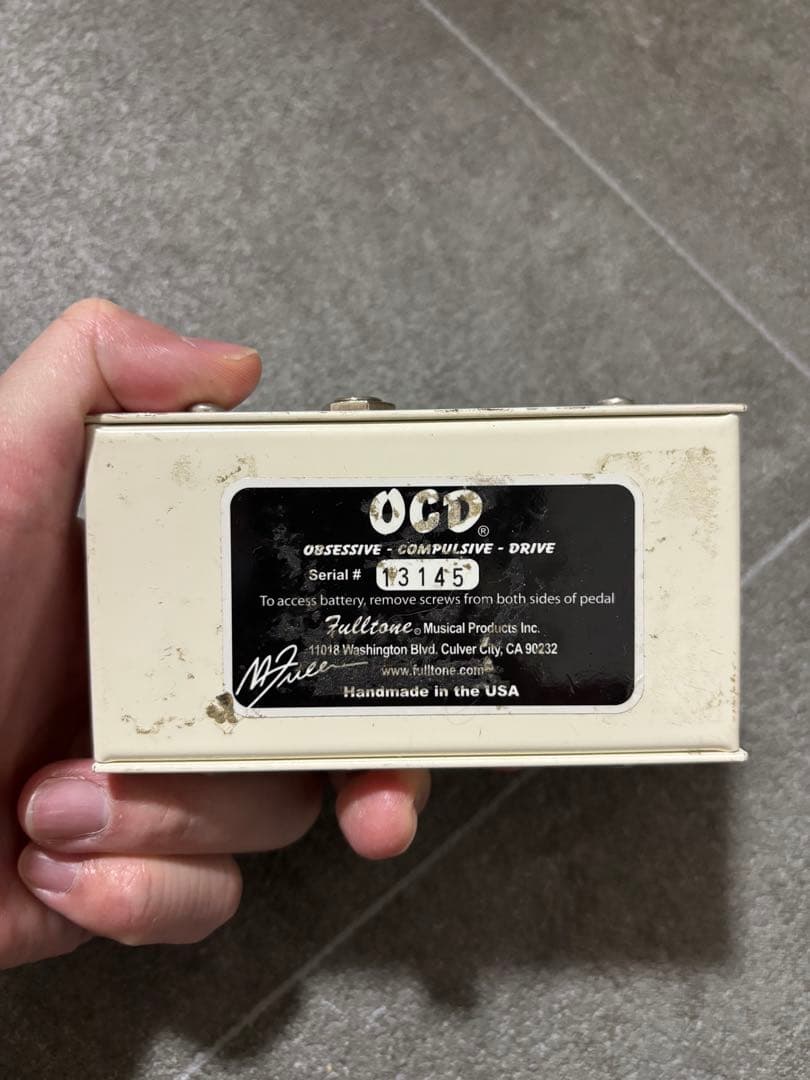 OCD®
OBSESSIVE - COMPULSIVE - DRIVE
Serial # 13145
To access battery, remove screws from both sides of pedal
Fulltone® Musical Products Inc.
11018 Washington Blvd. Culver City, CA 90232
www.fulltone.com
Handmade in the USA